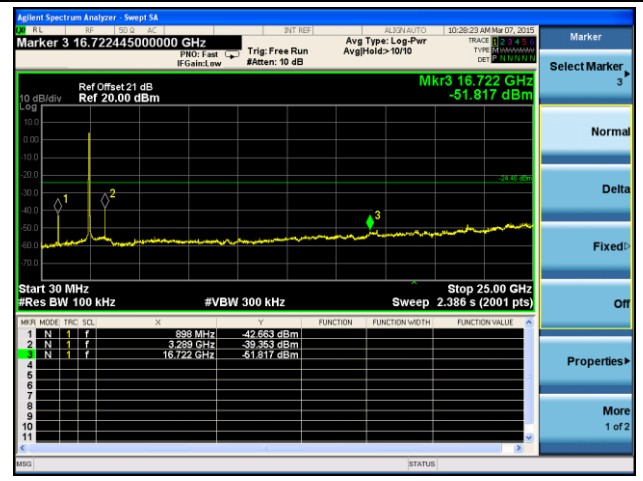 Agilent Spectrum Analyzer - Swept SA
RL RF 50 Ω AC INT REF ALIGNAUTO 10:28:23 AM Mar 07, 2015
Marker 3 16.722445000000 GHz
PNO: Fast
IFGain:Low
Trig: Free Run
#Atten: 10 dB
Avg Type: Log-Pwr
Avg|Hold:>10/10
TRACE 1 2 3 4 5 6
TYPE M
DET P N N N N N
Marker
Select Marker
3
Normal
Delta
Fixed
Off
Properties
More
1 of 2
Mkr3 16.722 GHz
-51.817 dBm
Ref Offset 21 dB
10 dB/div Ref 20.00 dBm
Log
10.0
0.00
-10.0
-20.0
-30.0
-40.0
-50.0
-60.0
-70.0
-24.46 dBm
1
2
3
Start 30 MHz Stop 25.00 GHz
#Res BW 100 kHz #VBW 300 kHz Sweep 2.386 s (2001 pts)
MKR MODE TRC SCL X Y FUNCTION FUNCTION WIDTH FUNCTION VALUE
1 N 1 f 898 MHz -42.663 dBm
2 N 1 f 3.289 GHz -39.353 dBm
3 N 1 f 16.722 GHz -51.817 dBm
4
5
6
7
8
9
10
11
MSG STATUS